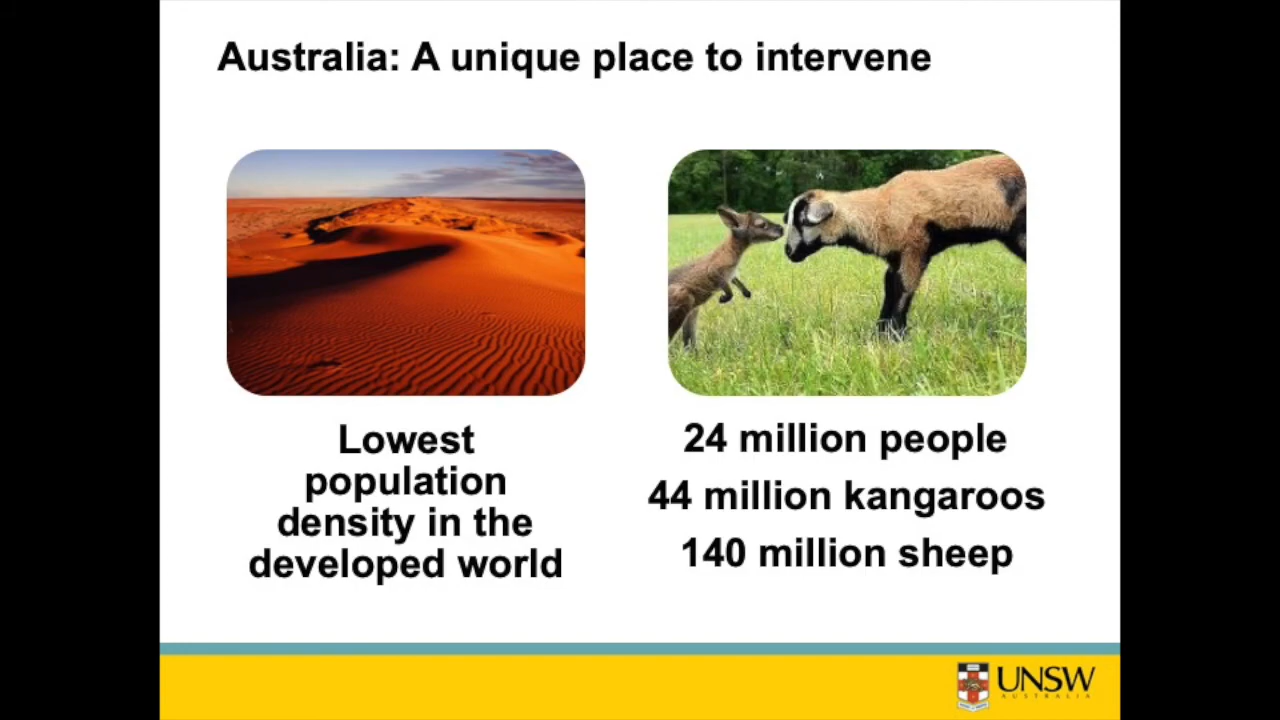 Australia: A unique place to intervene
Lowest
population
density in the
developed world
24 million people
44 million kangaroos
140 million sheep
UNSW
AUSTRALIA